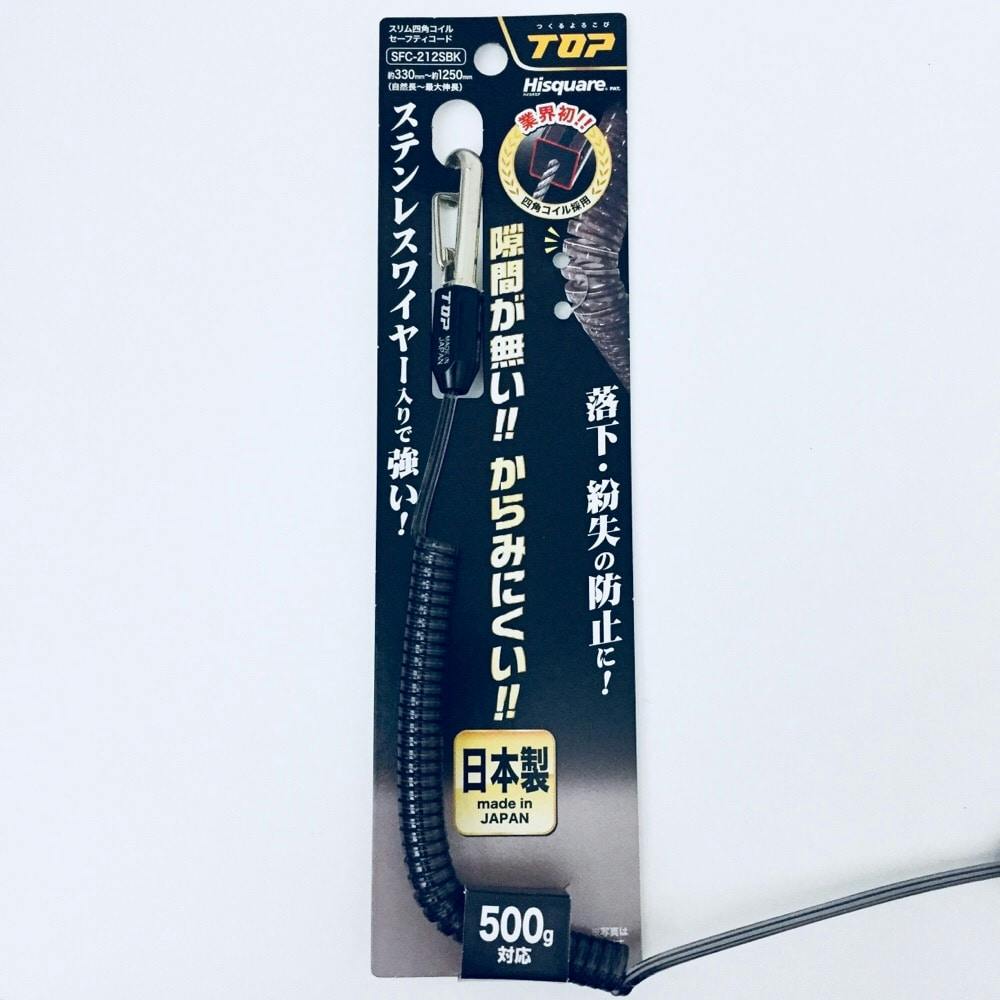 スリム四角コイル
セーフティコード
SFC-212SBK
約330mm～約1250mm
(自然長～最大伸長)
つくるよろこび
TOP
Hisquare® PAT.
業界初!!
四角コイル採用
ステンレスワイヤー入りで強い!
TOP
MADE IN
JAPAN
隙間が無い!! からみにくい!!
落下・紛失の防止に!
日本製
made in
JAPAN
500g
対応
※写真は